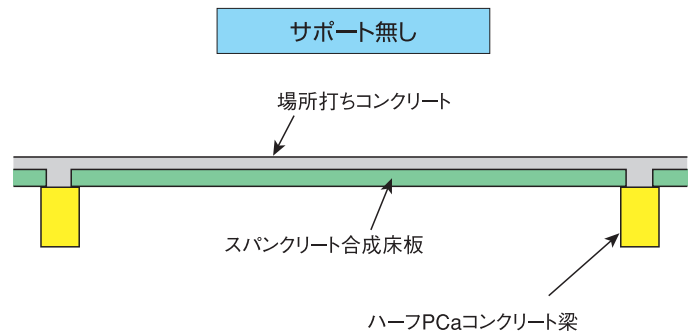 サポート無し
場所打ちコンクリート
スパンクリート合成床板
ハーフPCaコンクリート梁